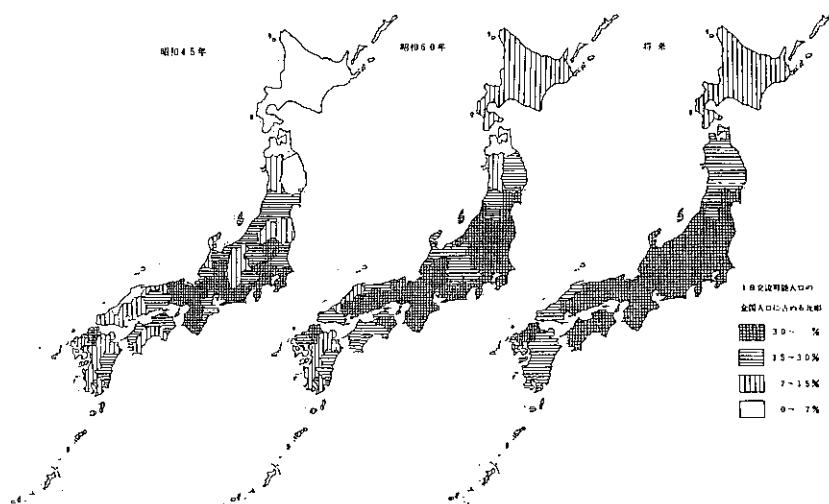 昭和45年
昭和60年
将来
1日交流可能人口の
全国人口に占める比率
30～ %
15～30%
7～15%
0～ 7%